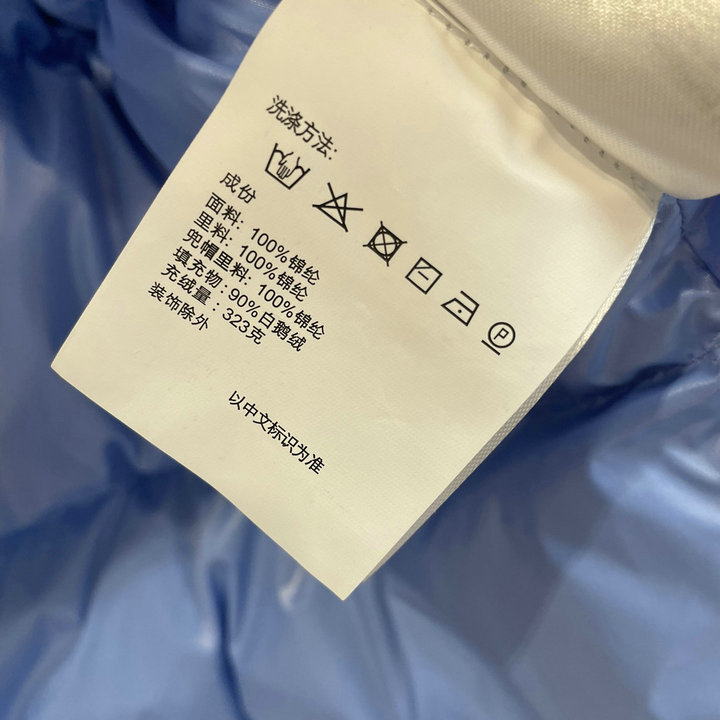 洗涤方法:
P
成份
面料: 100%锦纶
里料: 100%锦纶
兜帽里料: 100%锦纶
填充物: 90%白鹅绒
充绒量: 323克
装饰除外
以中文标识为准